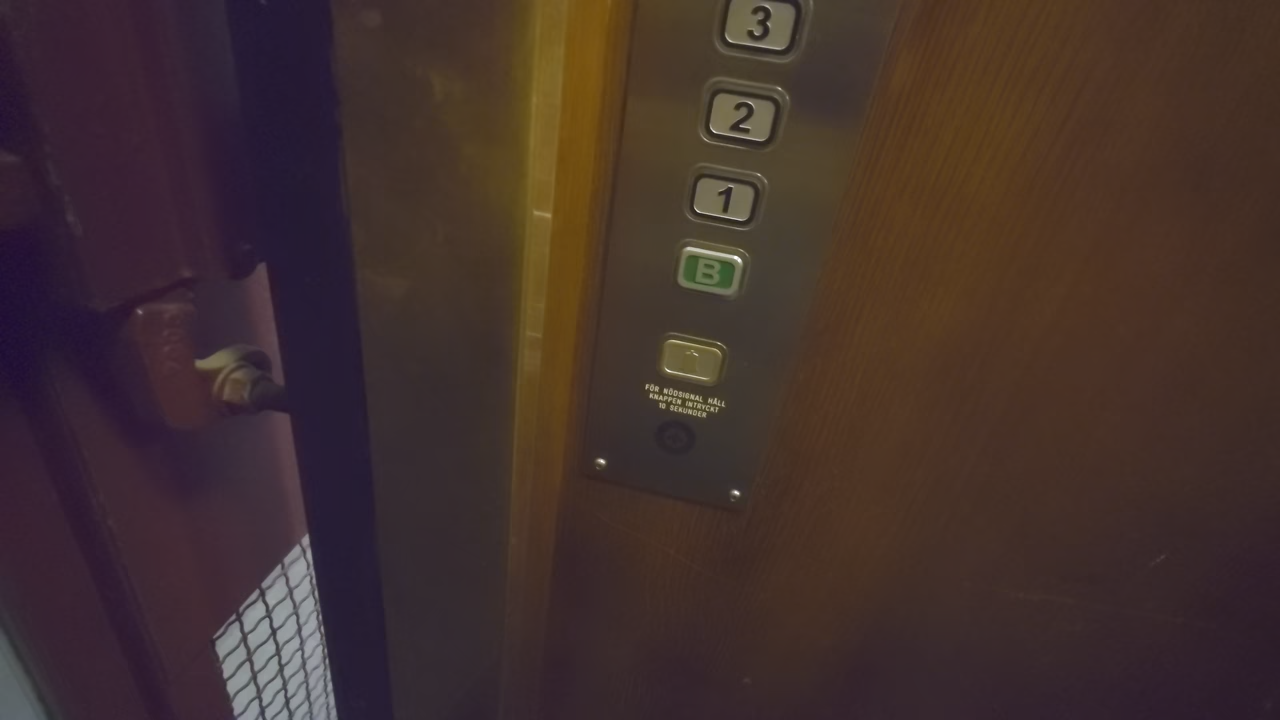 3
2
1
B
FÖR NÖDSIGNAL HÅLL
KNAPPEN INTRYCKT
10 SEKUNDER